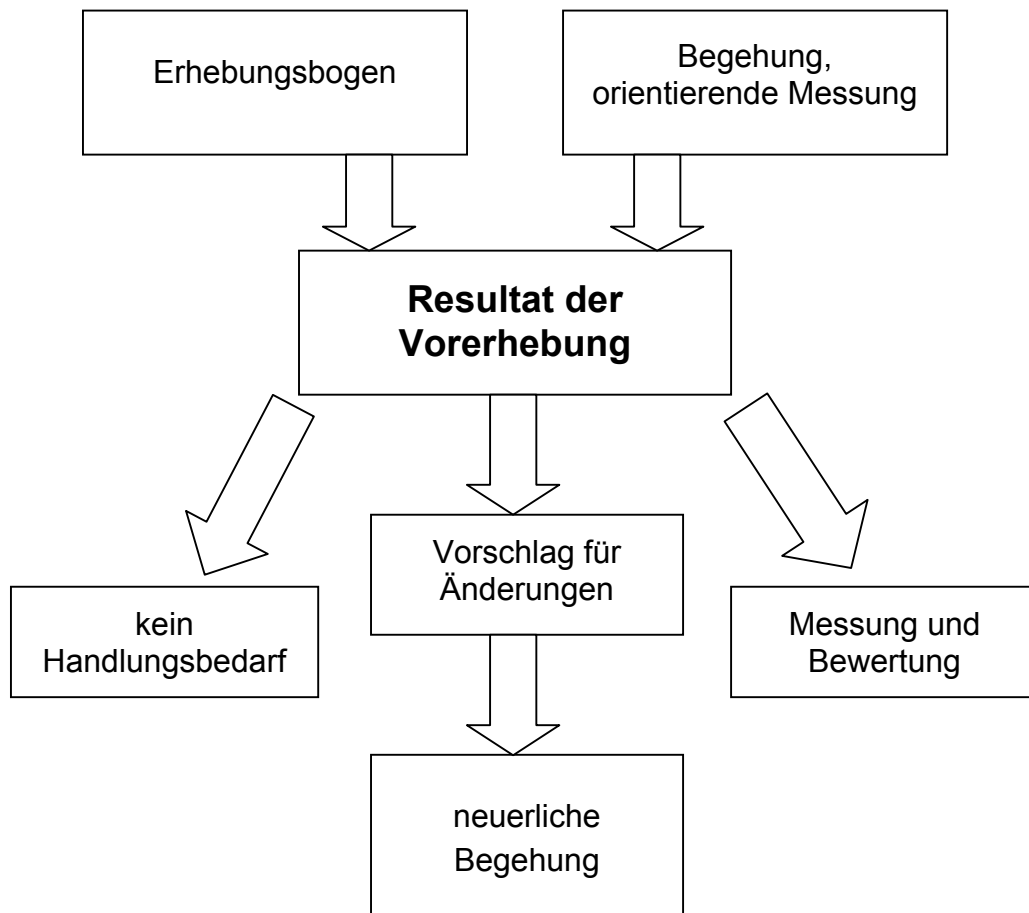 Erhebungsbogen
Begehung,
orientierende Messung
Resultat der
Vorerhebung
kein
Handlungsbedarf
Vorschlag für
Änderungen
Messung und
Bewertung
neuerliche
Begehung